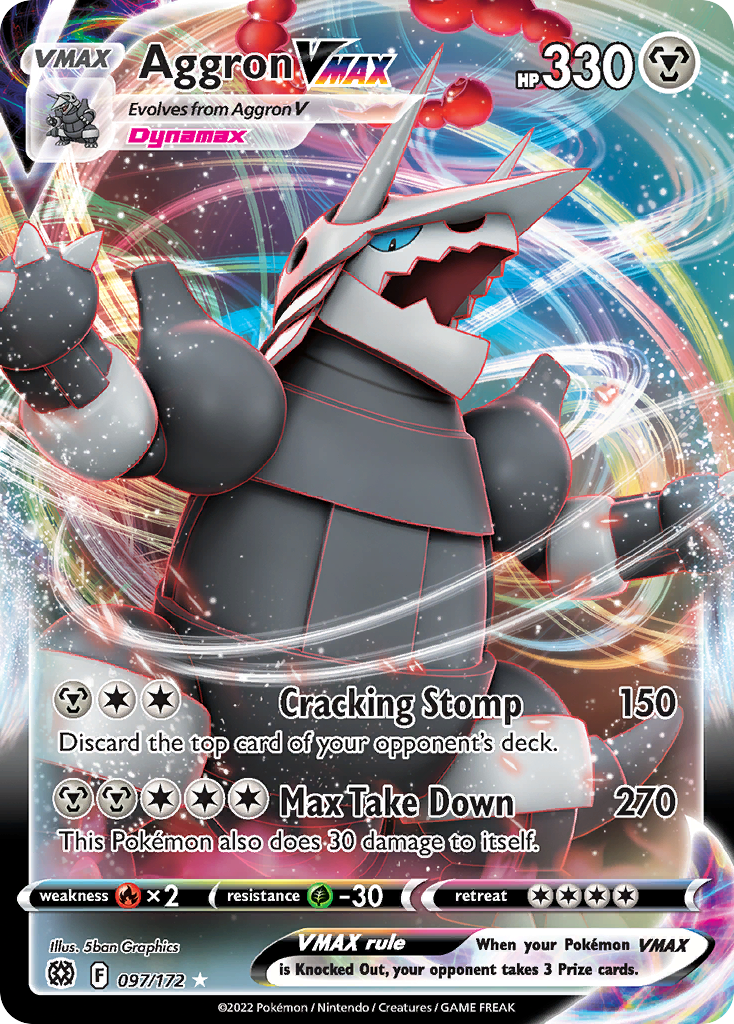 VMAX
Aggron VMAX
HP 330
Evolves from Aggron V
Dynamax
Cracking Stomp 150
Discard the top card of your opponent's deck.
Max Take Down 270
This Pokémon also does 30 damage to itself.
weakness ×2 resistance -30 retreat
Illus. 5ban Graphics
F 097/172
VMAX rule When your Pokémon VMAX
is Knocked Out, your opponent takes 3 Prize cards.
©2022 Pokémon / Nintendo / Creatures / GAME FREAK